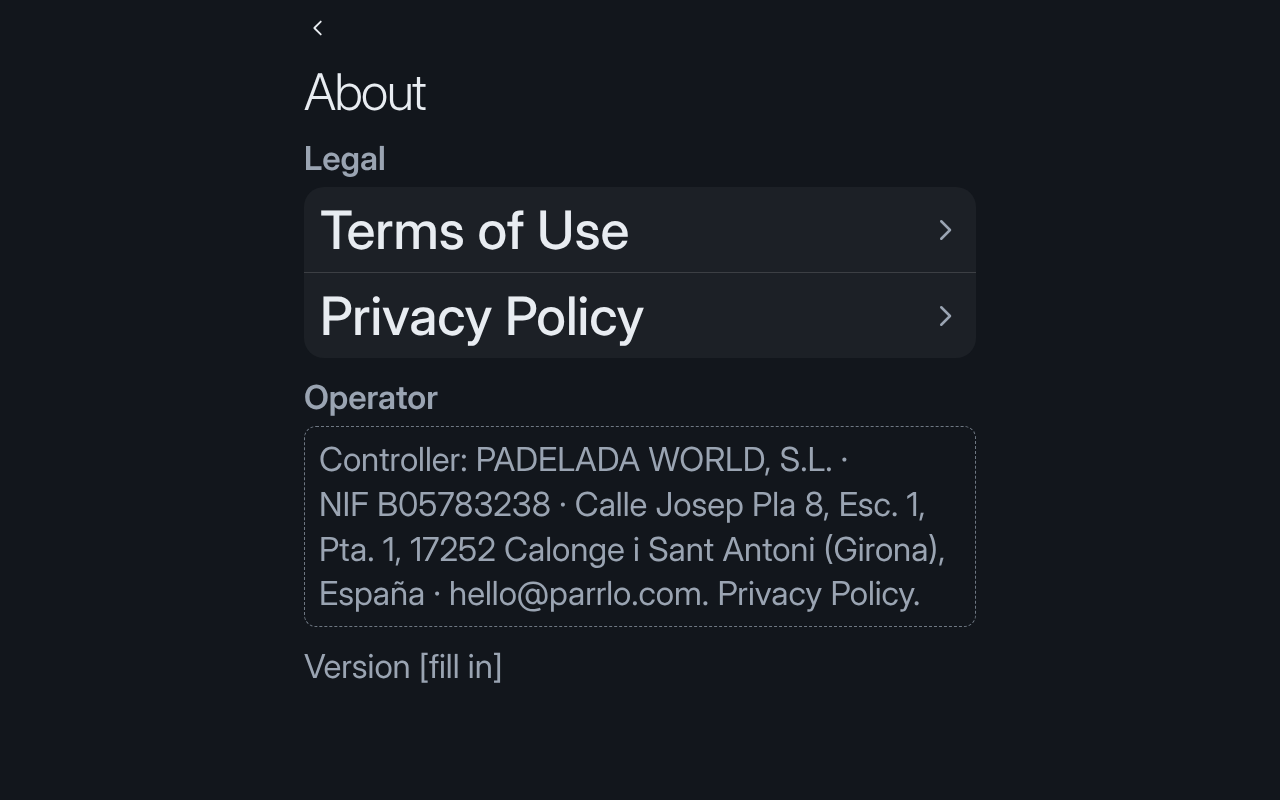 About
Legal
Terms of Use
Privacy Policy
Operator
Controller: PADELADA WORLD, S.L. ·
NIF B05783238 · Calle Josep Pla 8, Esc. 1,
Pta. 1, 17252 Calonge i Sant Antoni (Girona),
España · hello@parrlo.com. Privacy Policy.
Version [fill in]